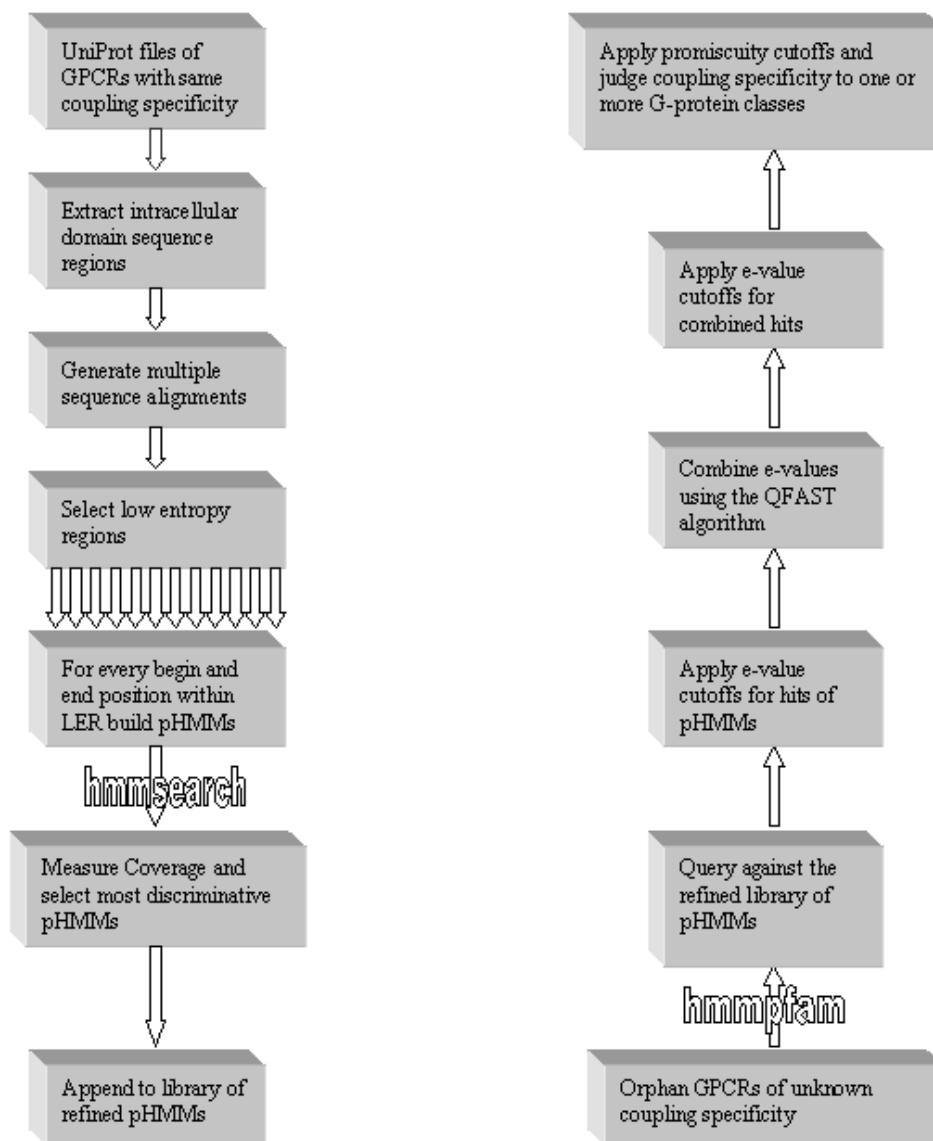 UniProt files of
GPCRs with same
coupling specificity
Extract intracellular
domain sequence
regions
Generate multiple
sequence alignments
Select low entropy
regions
For every begin and
end position within
LER build pHMMs
hmmsearch
Measure Coverage and
select most discriminative
pHMMs
Append to library of
refined pHMMs
Apply promiscuity cutoffs and
judge coupling specificity to one or
more G-protein classes
Apply e-value
cutoffs for
combined hits
Combine e-values
using the QFAST
algorithm
Apply e-value
cutoffs for hits of
pHMMs
Query against the
refined library of
pHMMs
hmmpfam
Orphan GPCRs of unknown
coupling specificity